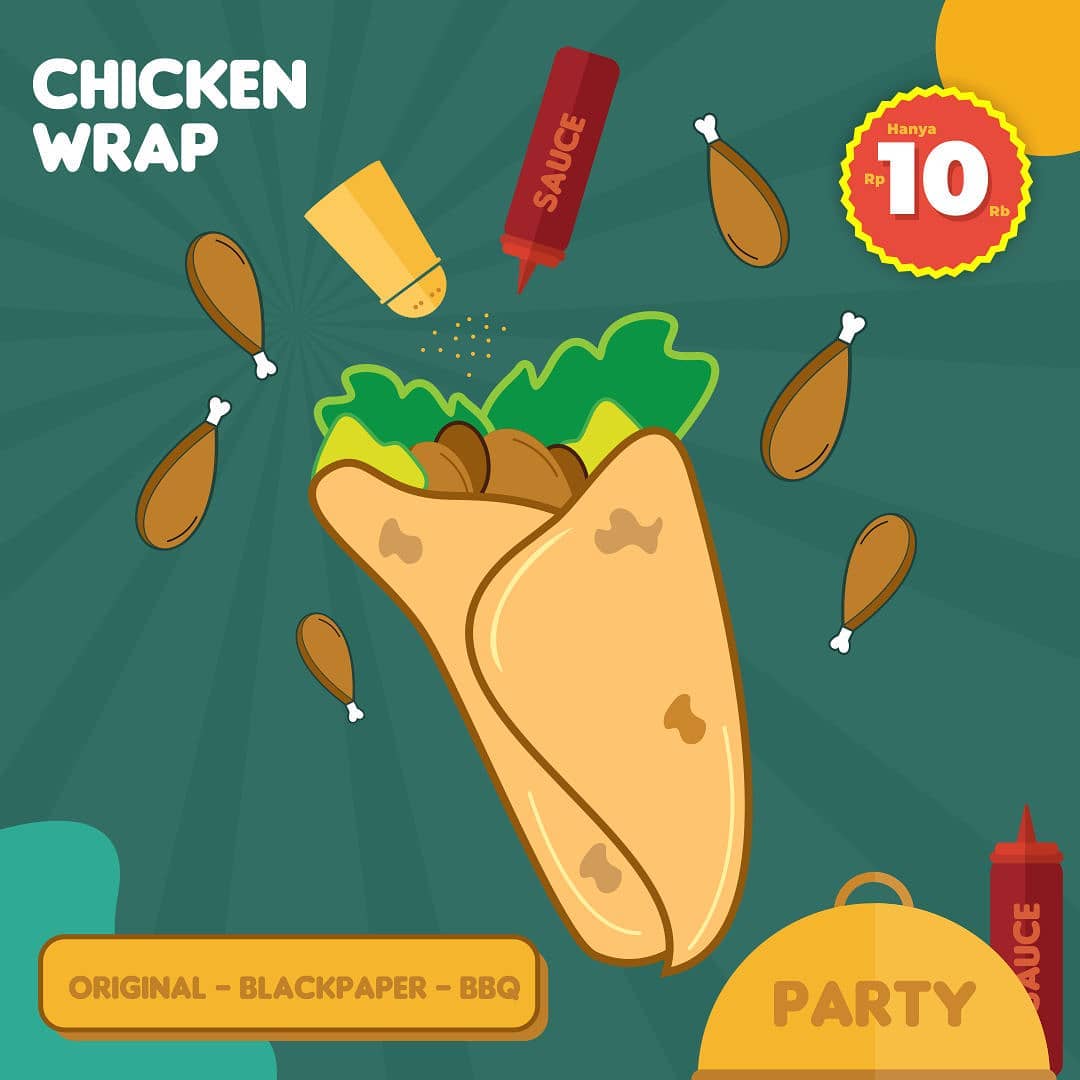 CHICKEN
WRAP
SAUCE
Hanya
Rp 10 Rb
ORIGINAL - BLACKPAPER - BBQ
PARTY
SAUCE